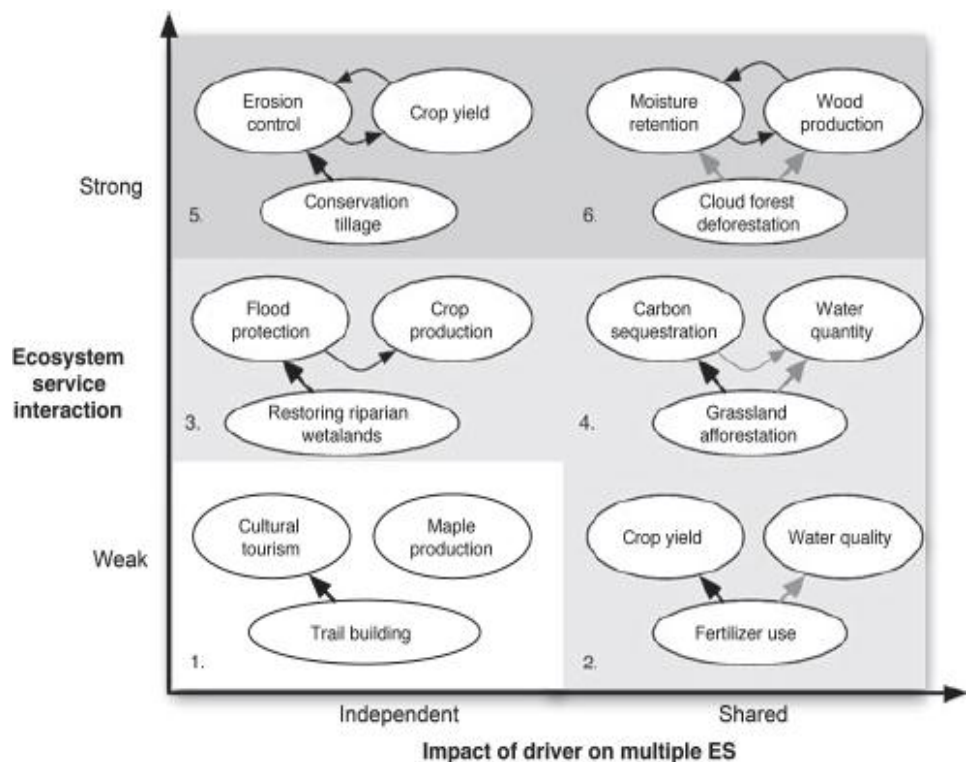 Erosion
control
Crop yield
Moisture
retention
Wood
production
Strong
Conservation
tillage
Cloud forest
deforestation
5.
6.
Flood
protection
Crop
production
Carbon
sequestration
Water
quantity
Ecosystem
service
interaction
Restoring riparian
wetalands
Grassland
afforestation
3.
4.
Cultural
tourism
Maple
production
Crop yield
Water quality
Weak
Trail building
Fertilizer use
1.
2.
Independent
Shared
Impact of driver on multiple ES